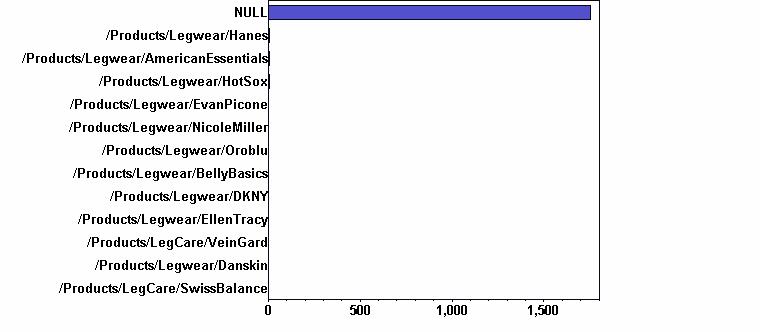 NULL
/Products/Legwear/Hanes
/Products/Legwear/AmericanEssentials
/Products/Legwear/HotSox
/Products/Legwear/EvanPicone
/Products/Legwear/NicoleMiller
/Products/Legwear/Oroblu
/Products/Legwear/BellyBasics
/Products/Legwear/DKNY
/Products/Legwear/EllenTracy
/Products/LegCare/VeinGard
/Products/Legwear/Danskin
/Products/LegCare/SwissBalance
0 500 1,000 1,500